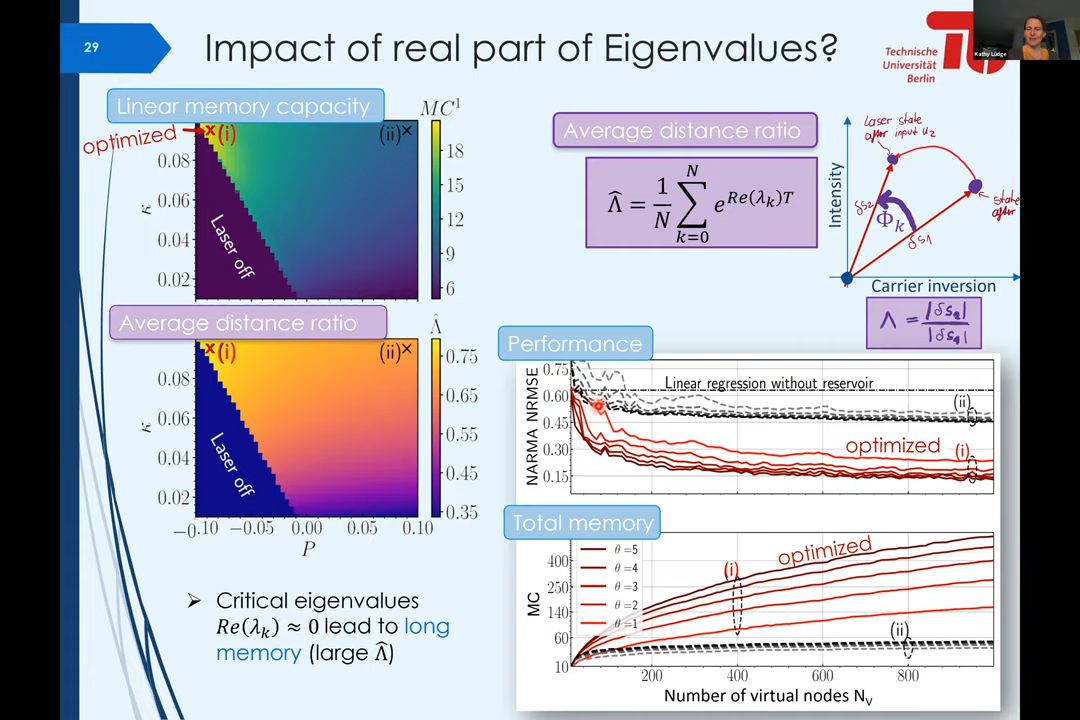 29
Impact of real part of Eigenvalues?
Technische
Universität
Berlin
Kathy Lüdge
Linear memory capacity
MC¹
optimized
(i)
(ii)
18
15
12
9
6
κ
0.08
0.06
0.04
0.02
Laser off
Average distance ratio
Λ̂
(i)
(ii)
0.75
0.65
0.55
0.45
0.35
κ
0.08
0.06
0.04
0.02
Laser off
−0.10 −0.05 0.00 0.05 0.10
P
➢ Critical eigenvalues
Re(λₖ) ≈ 0 lead to long
memory (large Λ̂)
Average distance ratio
Λ̂ = 1/N ∑ₖ₌₀ᴺ e^{Re(λₖ)T}
Laser state
after input u2
state
after
Intensity
δs2
Φₖ
δs1
Carrier inversion
Λ = |δs2| / |δs1|
Performance
NARMA NRMSE
0.75
0.60
0.45
0.30
0.15
Linear regression without reservoir
(ii)
optimized (i)
Total memory
MC
400
250
140
60
10
θ =5
θ =4
θ =3
θ =2
θ =1
(i)
optimized
(ii)
200 400 600 800
Number of virtual nodes Nᵥ